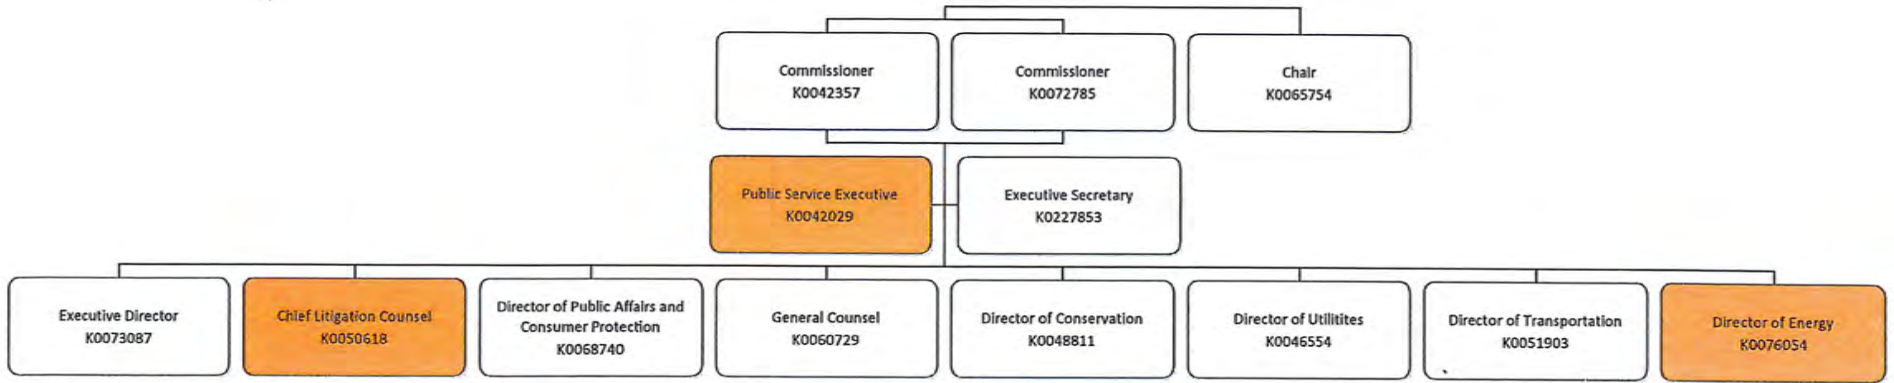 Commissioner
K0042357
Commissioner
K0072785
Chair
K0065754
Public Service Executive
K0042029
Executive Secretary
K0227853
Executive Director
K0073087
Chief Litigation Counsel
K0050618
Director of Public Affairs and
Consumer Protection
K0068740
General Counsel
K0060729
Director of Conservation
K0048811
Director of Utilitites
K0046554
Director of Transportation
K0051903
Director of Energy
K0076054